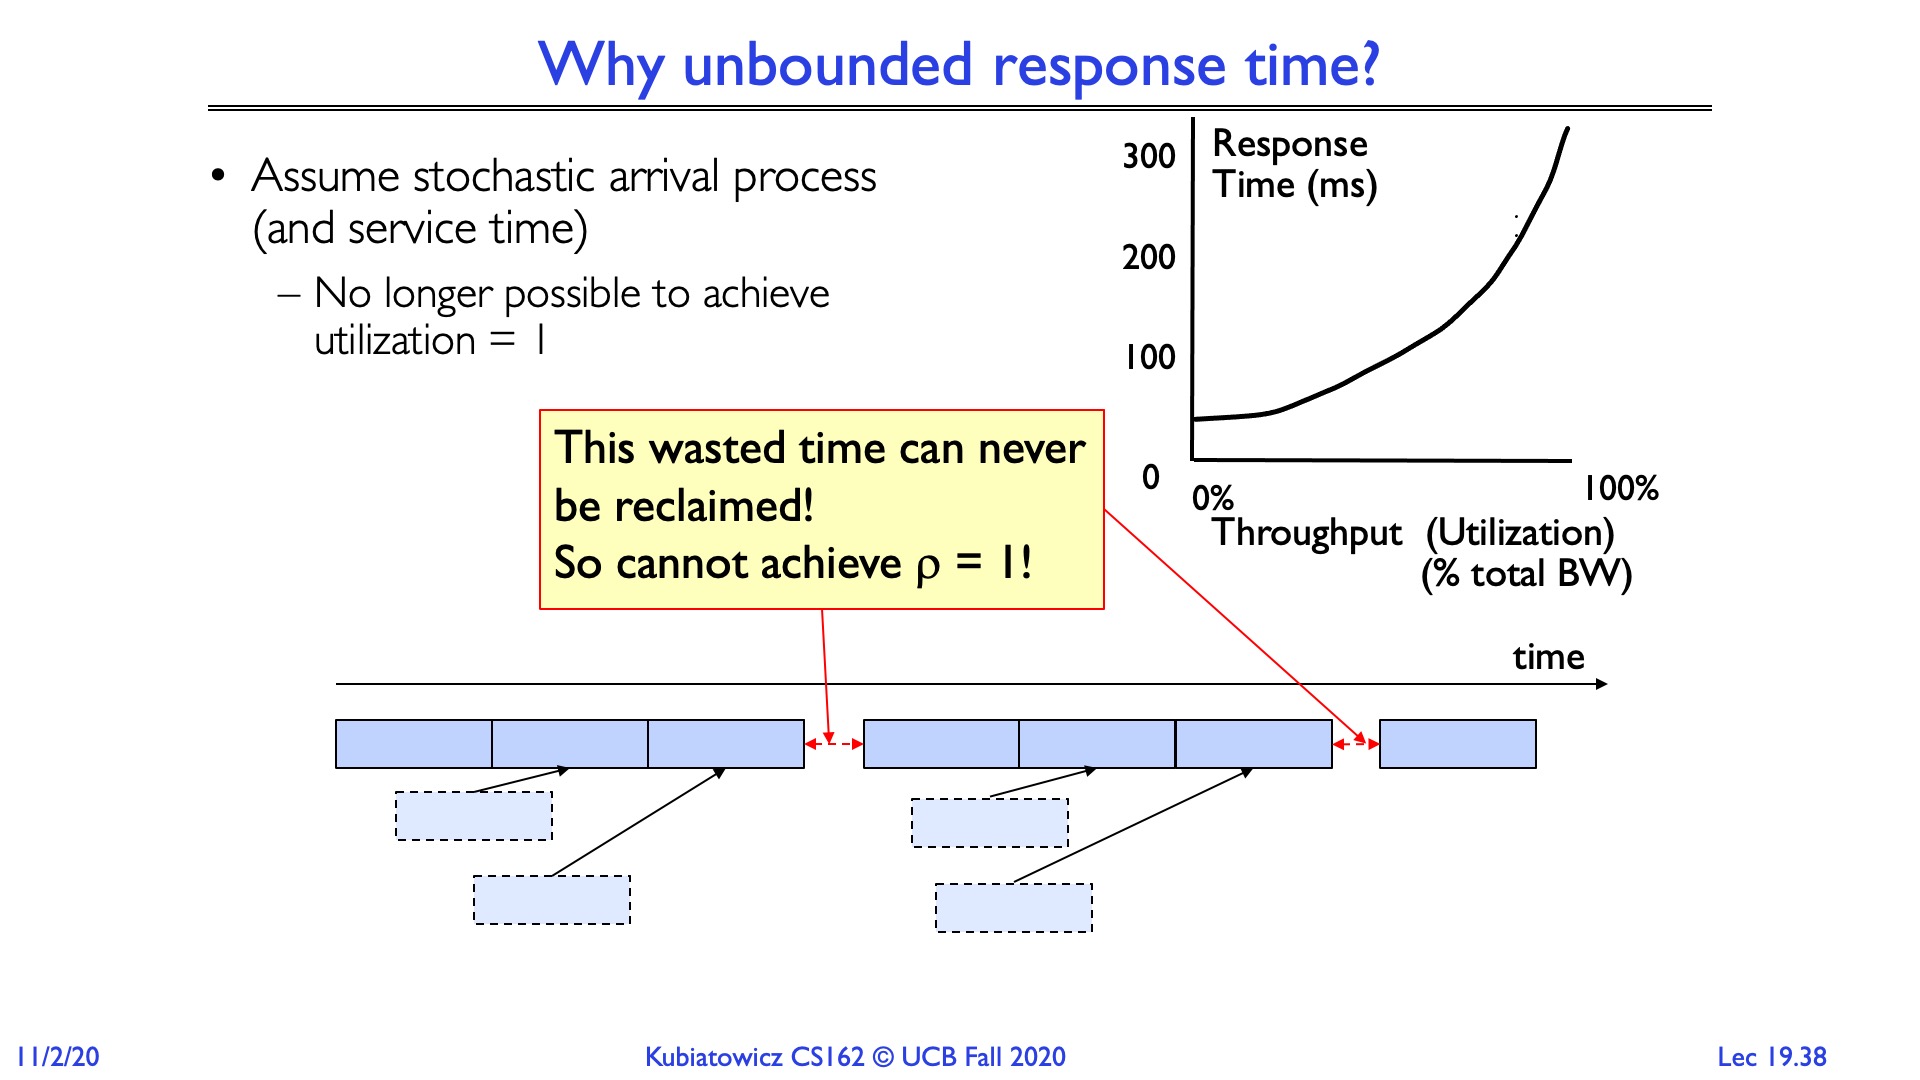 Why unbounded response time?
• Assume stochastic arrival process
(and service time)
– No longer possible to achieve
utilization = 1
300
200
100
0
Response
Time (ms)
0%
100%
Throughput (Utilization)
(% total BW)
This wasted time can never
be reclaimed!
So cannot achieve ρ = 1!
time
11/2/20
Kubiatowicz CS162 © UCB Fall 2020
Lec 19.38